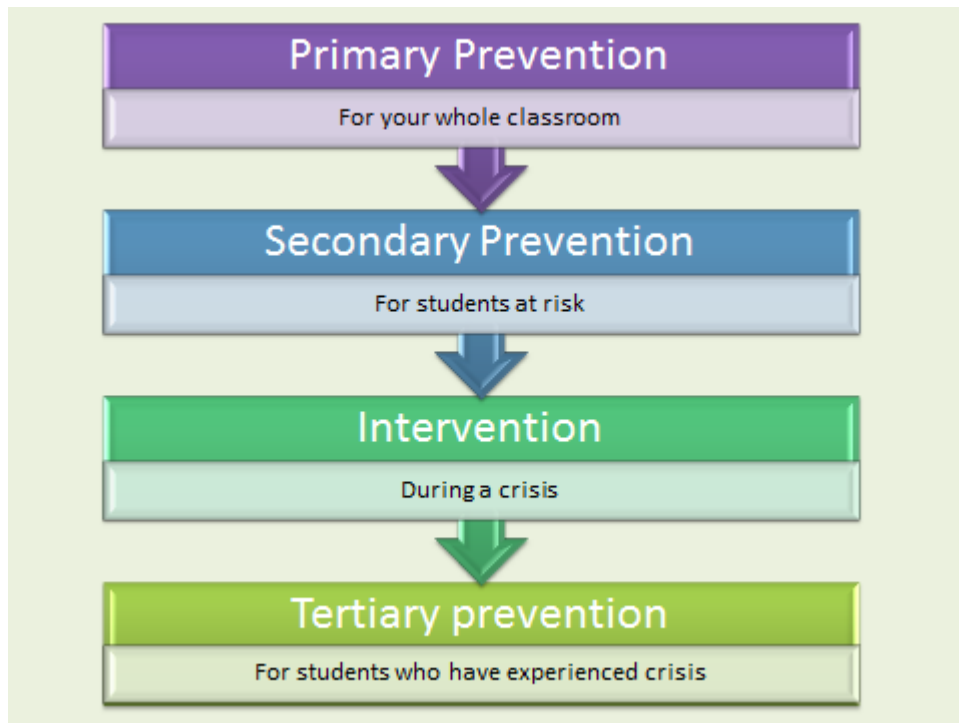 Primary Prevention
For your whole classroom
Secondary Prevention
For students at risk
Intervention
During a crisis
Tertiary prevention
For students who have experienced crisis